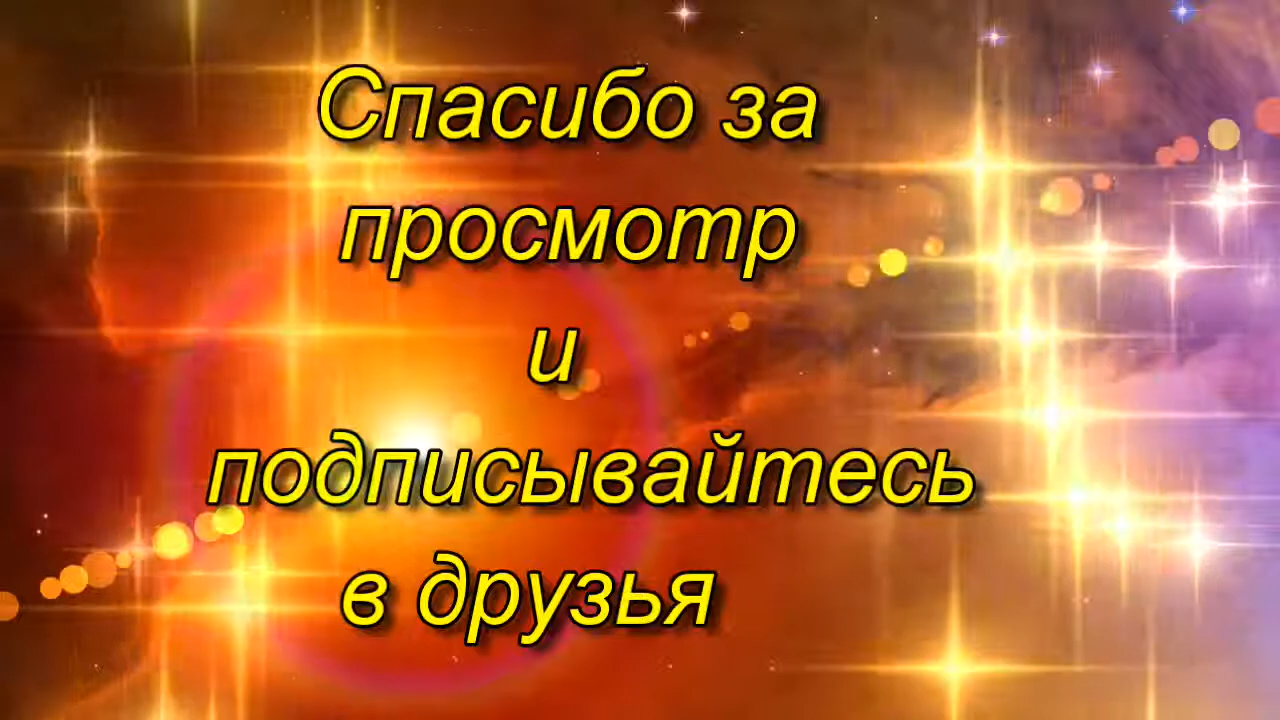 Спасибо за
просмотр
и
подписывайтесь
в друзья